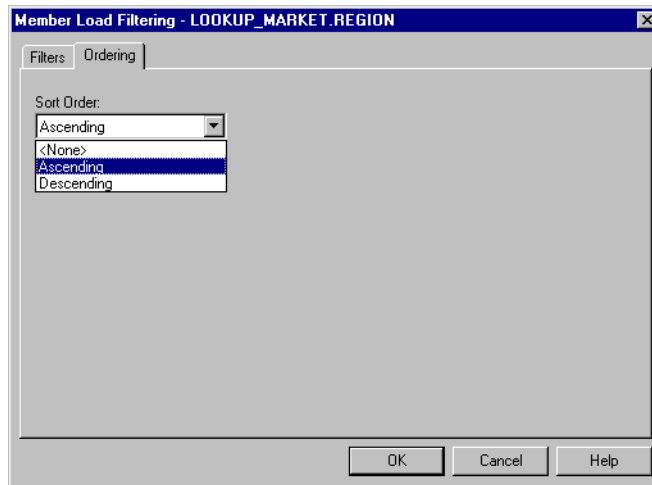 Member Load Filtering - LOOKUP_MARKET.REGION
Filters Ordering
Sort Order:
Ascending
<None>
Ascending
Descending
OK Cancel Help